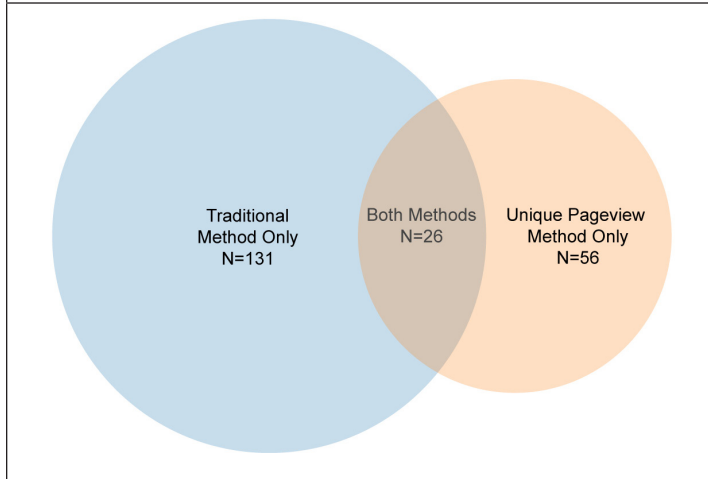 Traditional
Method Only
N=131
Both Methods
N=26
Unique Pageview
Method Only
N=56